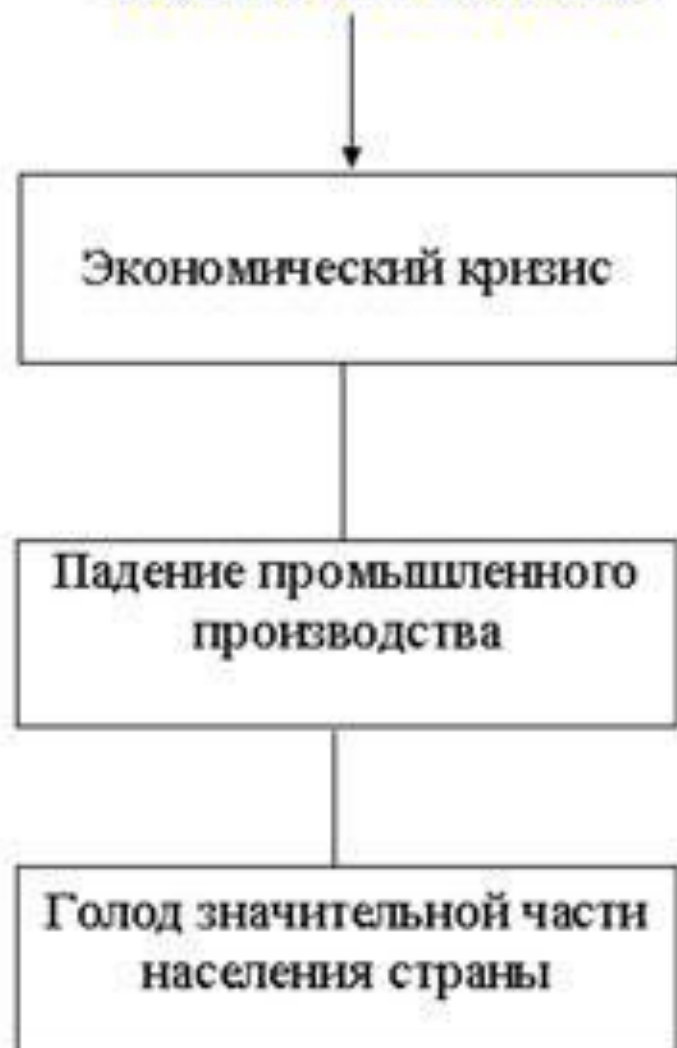 Экономический кризис
Падение промышленного
производства
Голод значительной части
населения страны